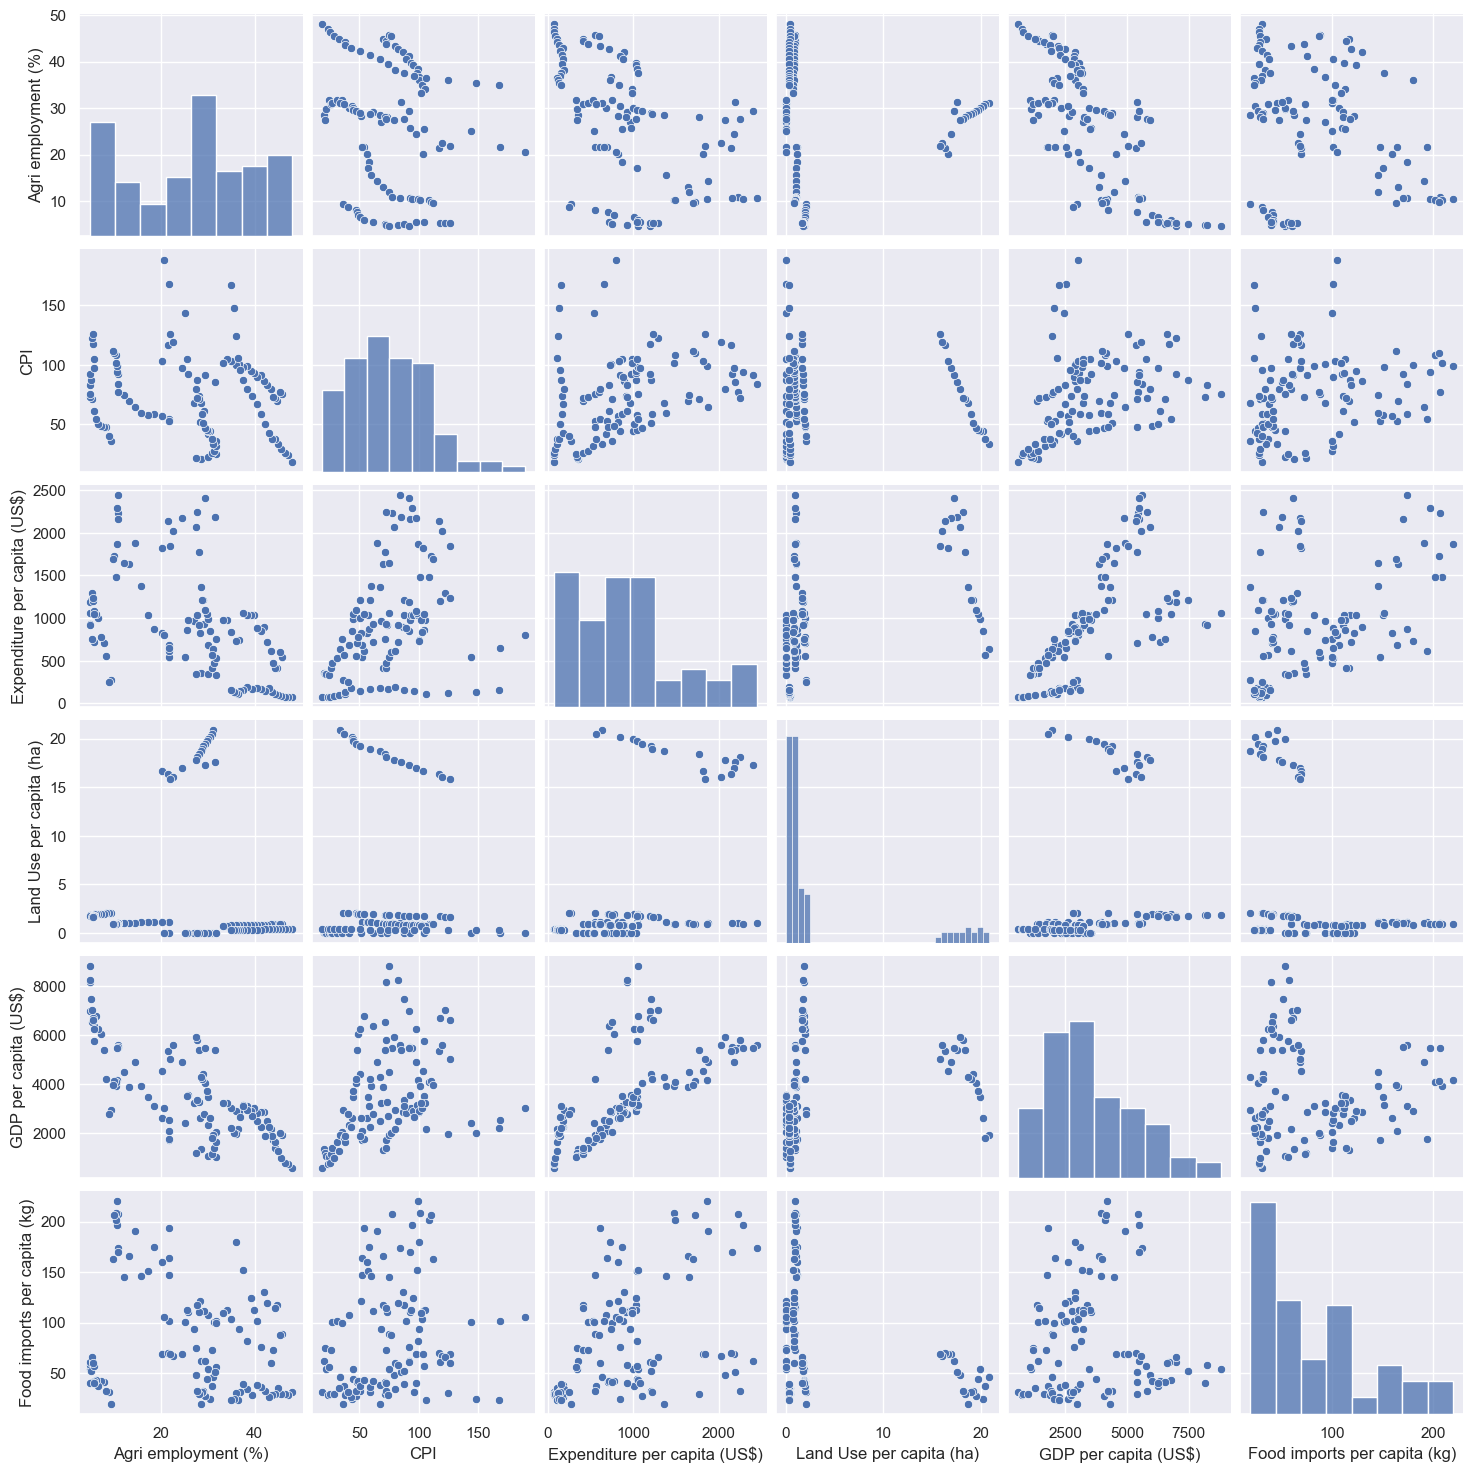 50
40
30
20
10
Agri employment (%)
150
100
50
CPI
2500
2000
1500
1000
500
0
Expenditure per capita (US$)
20
15
10
5
0
Land Use per capita (ha)
8000
6000
4000
2000
GDP per capita (US$)
200
150
100
50
Food imports per capita (kg)
20 40
Agri employment (%)
50 100 150
CPI
0 1000 2000
Expenditure per capita (US$)
0 10 20
Land Use per capita (ha)
2500 5000 7500
GDP per capita (US$)
100 200
Food imports per capita (kg)